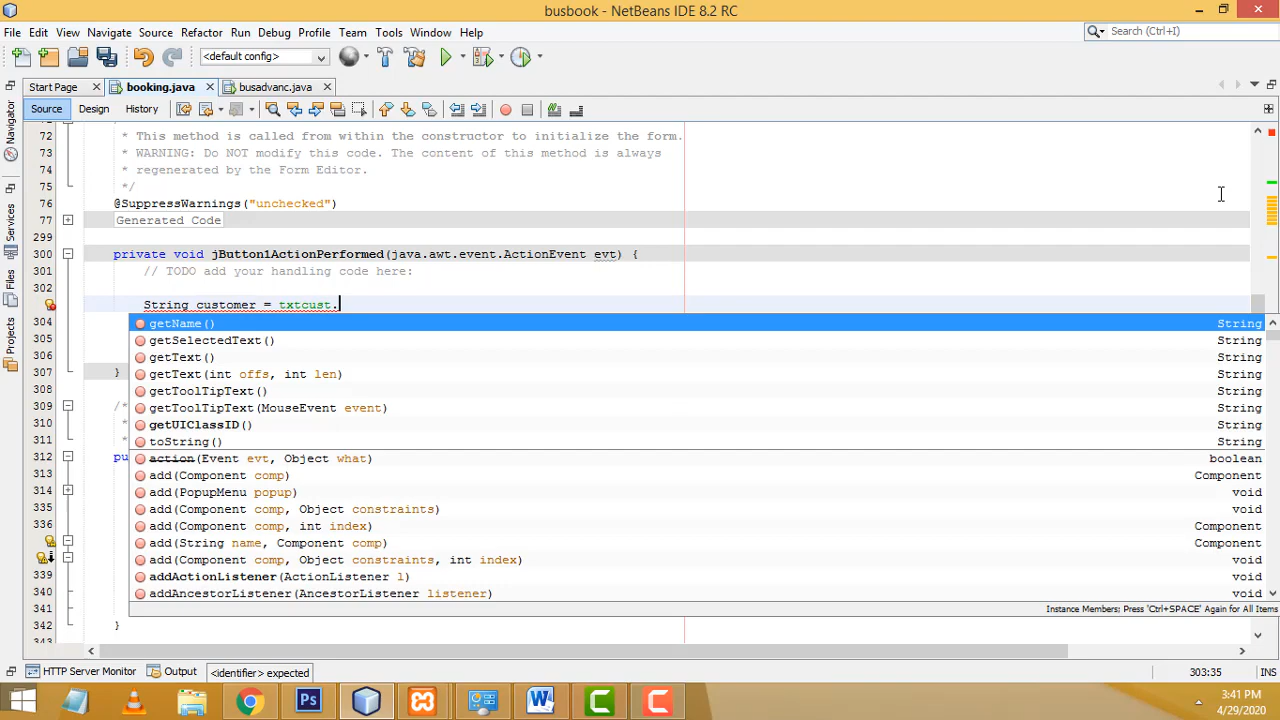 busbook - NetBeans IDE 8.2 RC
File Edit View Navigate Source Refactor Run Debug Profile Team Tools Window Help
Search (Ctrl+I)
<default config>
Start Page booking.java busadvanc.java
Source Design History
Navigator
Services
Files
Projects
72 * This method is called from within the constructor to initialize the form.
73 * WARNING: Do NOT modify this code. The content of this method is always
74 * regenerated by the Form Editor.
75 */
76 @SuppressWarnings("unchecked")
77 Generated Code
299
300 private void jButton1ActionPerformed(java.awt.event.ActionEvent evt) {
301 // TODO add your handling code here:
302
String customer = txtcust.
getName() String
304
getSelectedText() String
305 getText() String
306
307 } getText(int offs, int len) String
308 getToolTipText() String
309 /* getToolTipText(MouseEvent event) String
310 * getUIClassID() String
311 * toString() String
312 pu action(Event evt, Object what) boolean
313 add(Component comp) Component
314 add(PopupMenu popup) void
335 add(Component comp, Object constraints) void
336 add(Component comp, int index) Component
add(String name, Component comp) Component
add(Component comp, Object constraints, int index) void
339 addActionListener(ActionListener l) void
340 addAncestorListener(AncestorListener listener) void
341 Instance Members; Press 'Ctrl+SPACE' Again for All Items
342 }
343
HTTP Server Monitor Output <identifier> expected 303:35 INS
Ps
W
C
C
3:41 PM
4/29/2020